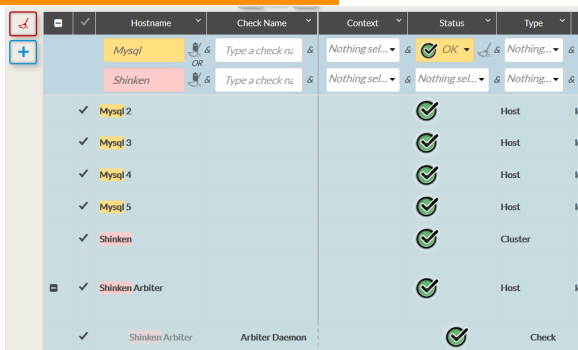 Hostname Check Name Context Status Type
Mysql & Type a check na & Nothing sel... & OK & Nothing... &
OR
Shinken & Type a check na & Nothing sel... & Nothing sel... & Nothing... &
Mysql 2 Host
Mysql 3 Host
Mysql 4 Host
Mysql 5 Host
Shinken Cluster
Shinken Arbiter Host
Shinken Arbiter Arbiter Daemon Check